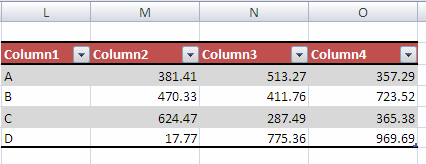 L M N O
Column1 Column2 Column3 Column4
A 381.41 513.27 357.29
B 470.33 411.76 723.52
C 624.47 287.49 365.38
D 17.77 775.36 969.69